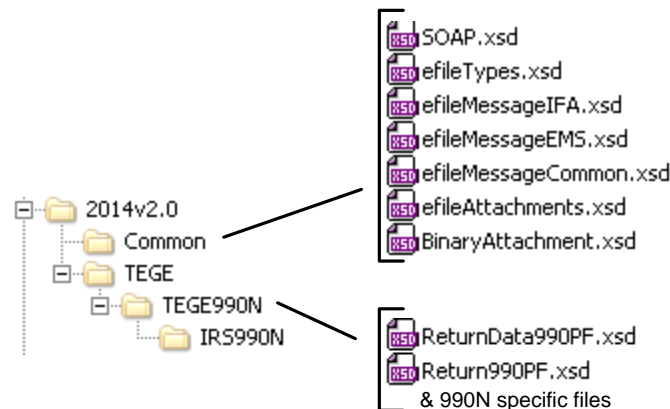 SOAP.xsd
efileTypes.xsd
efileMessageIFA.xsd
efileMessageEMS.xsd
efileMessageCommon.xsd
efileAttachments.xsd
BinaryAttachment.xsd
2014v2.0
Common
TEGE
TEGE990N
IRS990N
ReturnData990PF.xsd
Return990PF.xsd
& 990N specific files